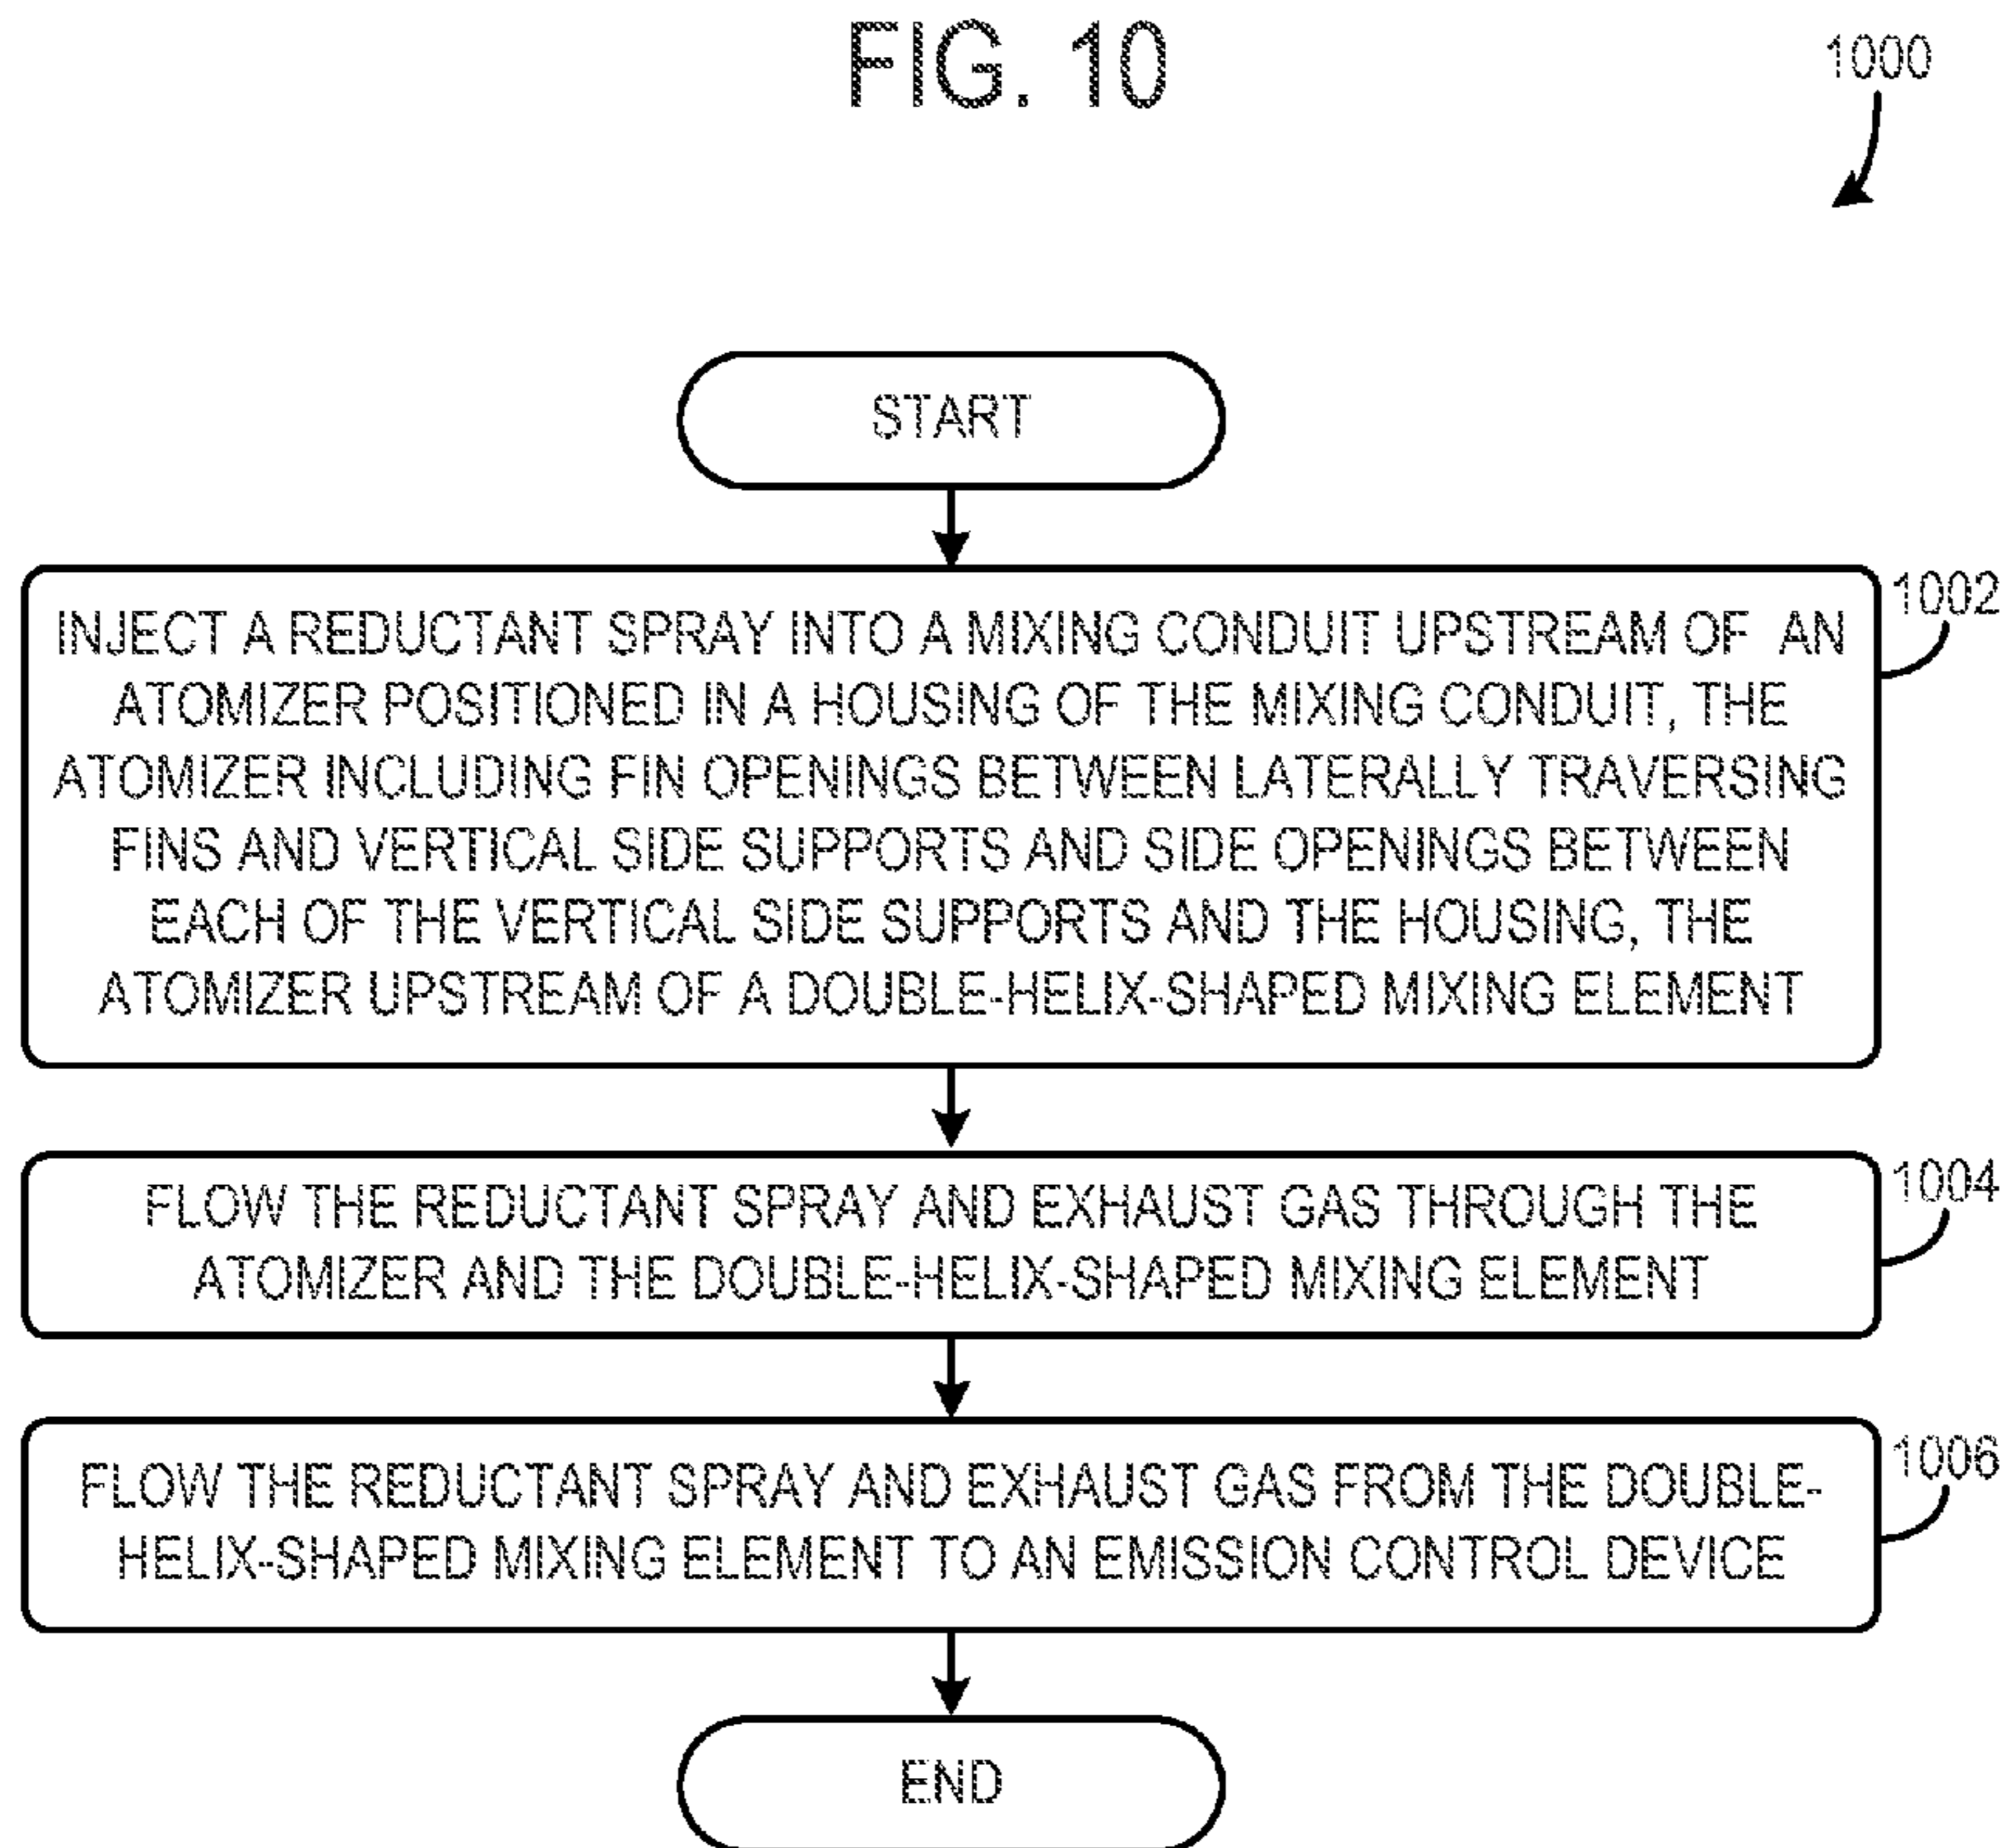 FIG. 10
1000
START
1002
INJECT A REDUCTANT SPRAY INTO A MIXING CONDUIT UPSTREAM OF AN
ATOMIZER POSITIONED IN A HOUSING OF THE MIXING CONDUIT, THE
ATOMIZER INCLUDING FIN OPENINGS BETWEEN LATERALLY TRAVERSING
FINS AND VERTICAL SIDE SUPPORTS AND SIDE OPENINGS BETWEEN
EACH OF THE VERTICAL SIDE SUPPORTS AND THE HOUSING, THE
ATOMIZER UPSTREAM OF A DOUBLE-HELIX-SHAPED MIXING ELEMENT
1004
FLOW THE REDUCTANT SPRAY AND EXHAUST GAS THROUGH THE
ATOMIZER AND THE DOUBLE-HELIX-SHAPED MIXING ELEMENT
1006
FLOW THE REDUCTANT SPRAY AND EXHAUST GAS FROM THE DOUBLE-
HELIX-SHAPED MIXING ELEMENT TO AN EMISSION CONTROL DEVICE
END